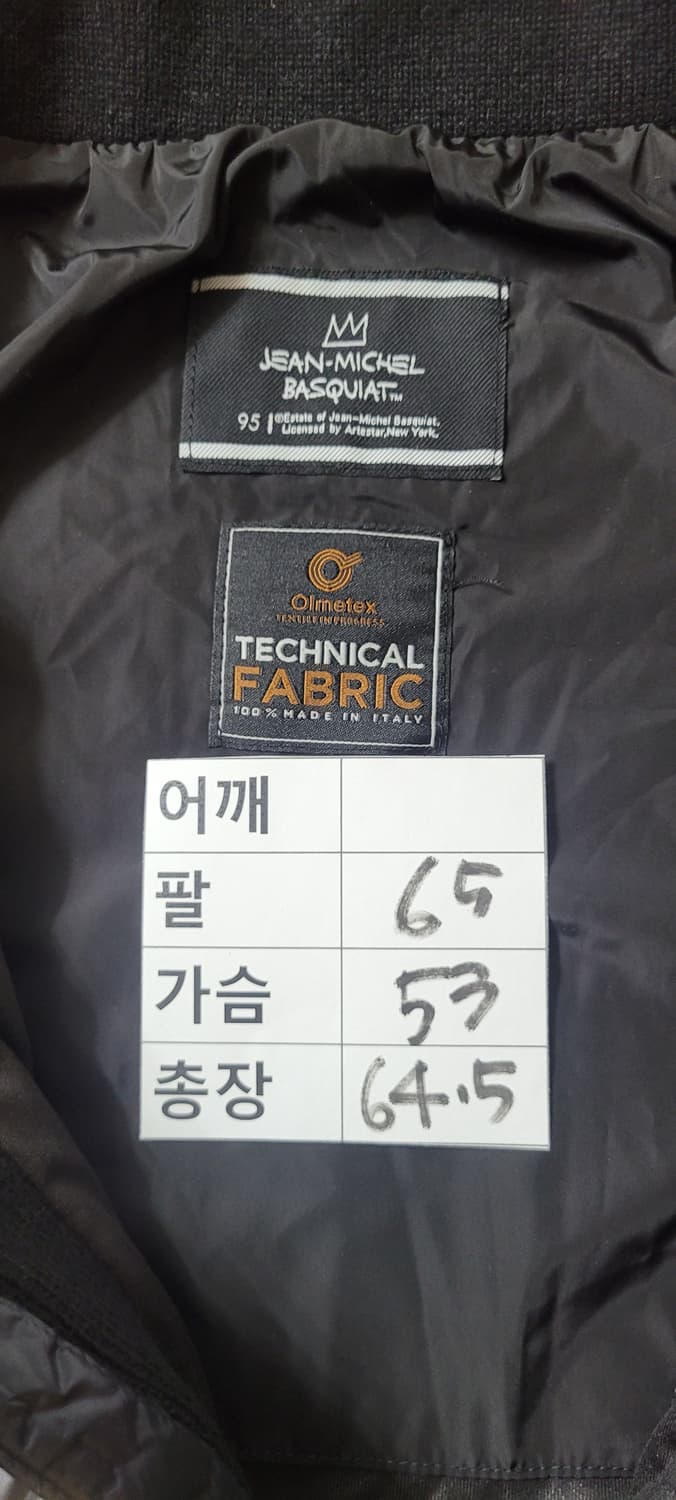 JEAN-MICHEL
BASQUIAT™
95 ©Estate of Jean-Michel Basquiat.
Licensed by Artestar, New York.
Olmetex
TEXTILE IN PROGRESS
TECHNICAL
FABRIC
100% MADE IN ITALY
어깨
팔 65
가슴 53
총장 64.5